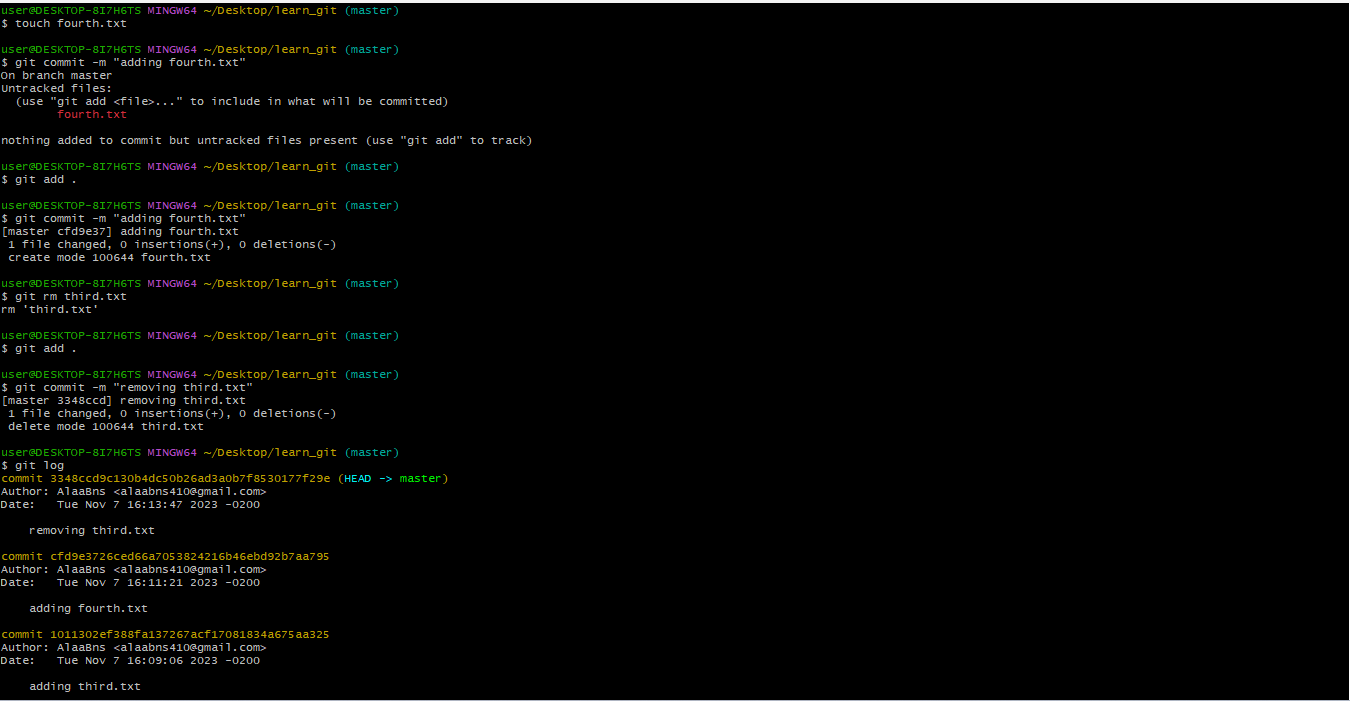 user@DESKTOP-8I7H6TS MINGW64 ~/Desktop/learn_git (master)
$ touch fourth.txt
user@DESKTOP-8I7H6TS MINGW64 ~/Desktop/learn_git (master)
$ git commit -m "adding fourth.txt"
On branch master
Untracked files:
  (use "git add <file>..." to include in what will be committed)
        fourth.txt
nothing added to commit but untracked files present (use "git add" to track)
user@DESKTOP-8I7H6TS MINGW64 ~/Desktop/learn_git (master)
$ git add .
user@DESKTOP-8I7H6TS MINGW64 ~/Desktop/learn_git (master)
$ git commit -m "adding fourth.txt"
[master cfd9e37] adding fourth.txt
 1 file changed, 0 insertions(+), 0 deletions(-)
 create mode 100644 fourth.txt
user@DESKTOP-8I7H6TS MINGW64 ~/Desktop/learn_git (master)
$ git rm third.txt
rm 'third.txt'
user@DESKTOP-8I7H6TS MINGW64 ~/Desktop/learn_git (master)
$ git add .
user@DESKTOP-8I7H6TS MINGW64 ~/Desktop/learn_git (master)
$ git commit -m "removing third.txt"
[master 3348ccd] removing third.txt
 1 file changed, 0 insertions(+), 0 deletions(-)
 delete mode 100644 third.txt
user@DESKTOP-8I7H6TS MINGW64 ~/Desktop/learn_git (master)
$ git log
commit 3348ccd9c130b4dc50b26ad3a0b7f8530177f29e (HEAD -> master)
Author: AlaaBns <alaabns410@gmail.com>
Date:   Tue Nov 7 16:13:47 2023 -0200
    removing third.txt
commit cfd9e3726ced66a7053824216b46ebd92b7aa795
Author: AlaaBns <alaabns410@gmail.com>
Date:   Tue Nov 7 16:11:21 2023 -0200
    adding fourth.txt
commit 1011302ef388fa137267acf17081834a675aa325
Author: AlaaBns <alaabns410@gmail.com>
Date:   Tue Nov 7 16:09:06 2023 -0200
    adding third.txt